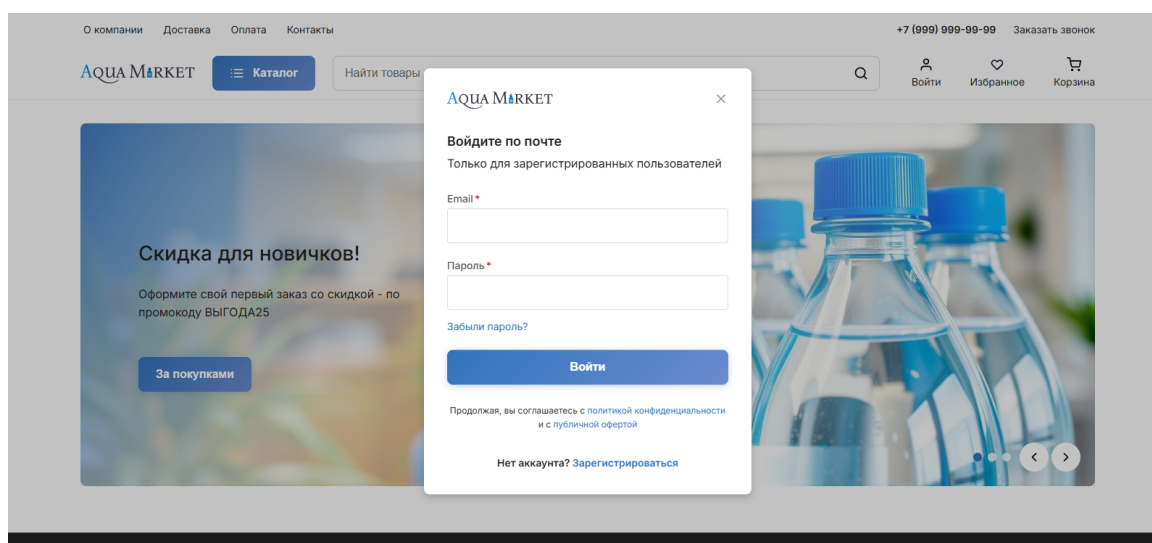 О компании Доставка Оплата Контакты +7 (999) 999-99-99 Заказать звонок
AQUA MARKET Каталог Найти товары Войти Избранное Корзина
AQUA MARKET
Войдите по почте
Только для зарегистрированных пользователей
Email *
Пароль *
Забыли пароль?
Войти
Продолжая, вы соглашаетесь с политикой конфиденциальности
и с публичной офертой
Нет аккаунта? Зарегистрироваться
Скидка для новичков!
Оформите свой первый заказ со скидкой - по
промокоду ВЫГОДА25
За покупками